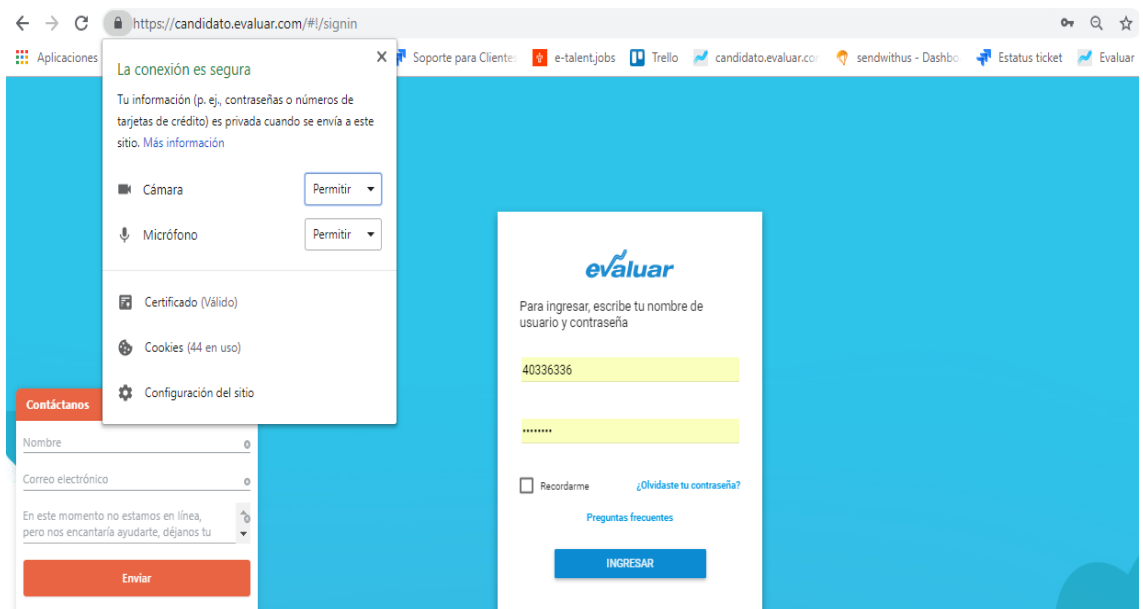 https://candidato.evaluar.com/#!/signin
Aplicaciones
Soporte para Clientes
e-talent.jobs
Trello
candidato.evaluar.cor
sendwithus - Dashbo
Estatus ticket
Evaluar
La conexión es segura
Tu información (p. ej., contraseñas o números de
tarjetas de crédito) es privada cuando se envía a este
sitio. Más información
Cámara
Permitir
Micrófono
Permitir
Certificado (Válido)
Cookies (44 en uso)
Configuración del sitio
evaluar
Para ingresar, escribe tu nombre de
usuario y contraseña
40336336
••••••••
Recordarme
¿Olvidaste tu contraseña?
Preguntas frecuentes
INGRESAR
Contáctanos
Nombre
Correo electrónico
En este momento no estamos en línea,
pero nos encantaría ayudarte, déjanos tu
Enviar